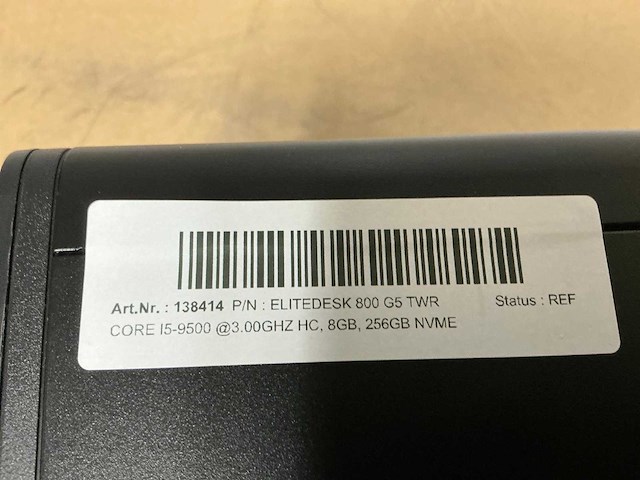 Art.Nr. : 138414 P/N : ELITEDESK 800 G5 TWR Status : REF
CORE I5-9500 @3.00GHZ HC, 8GB, 256GB NVME